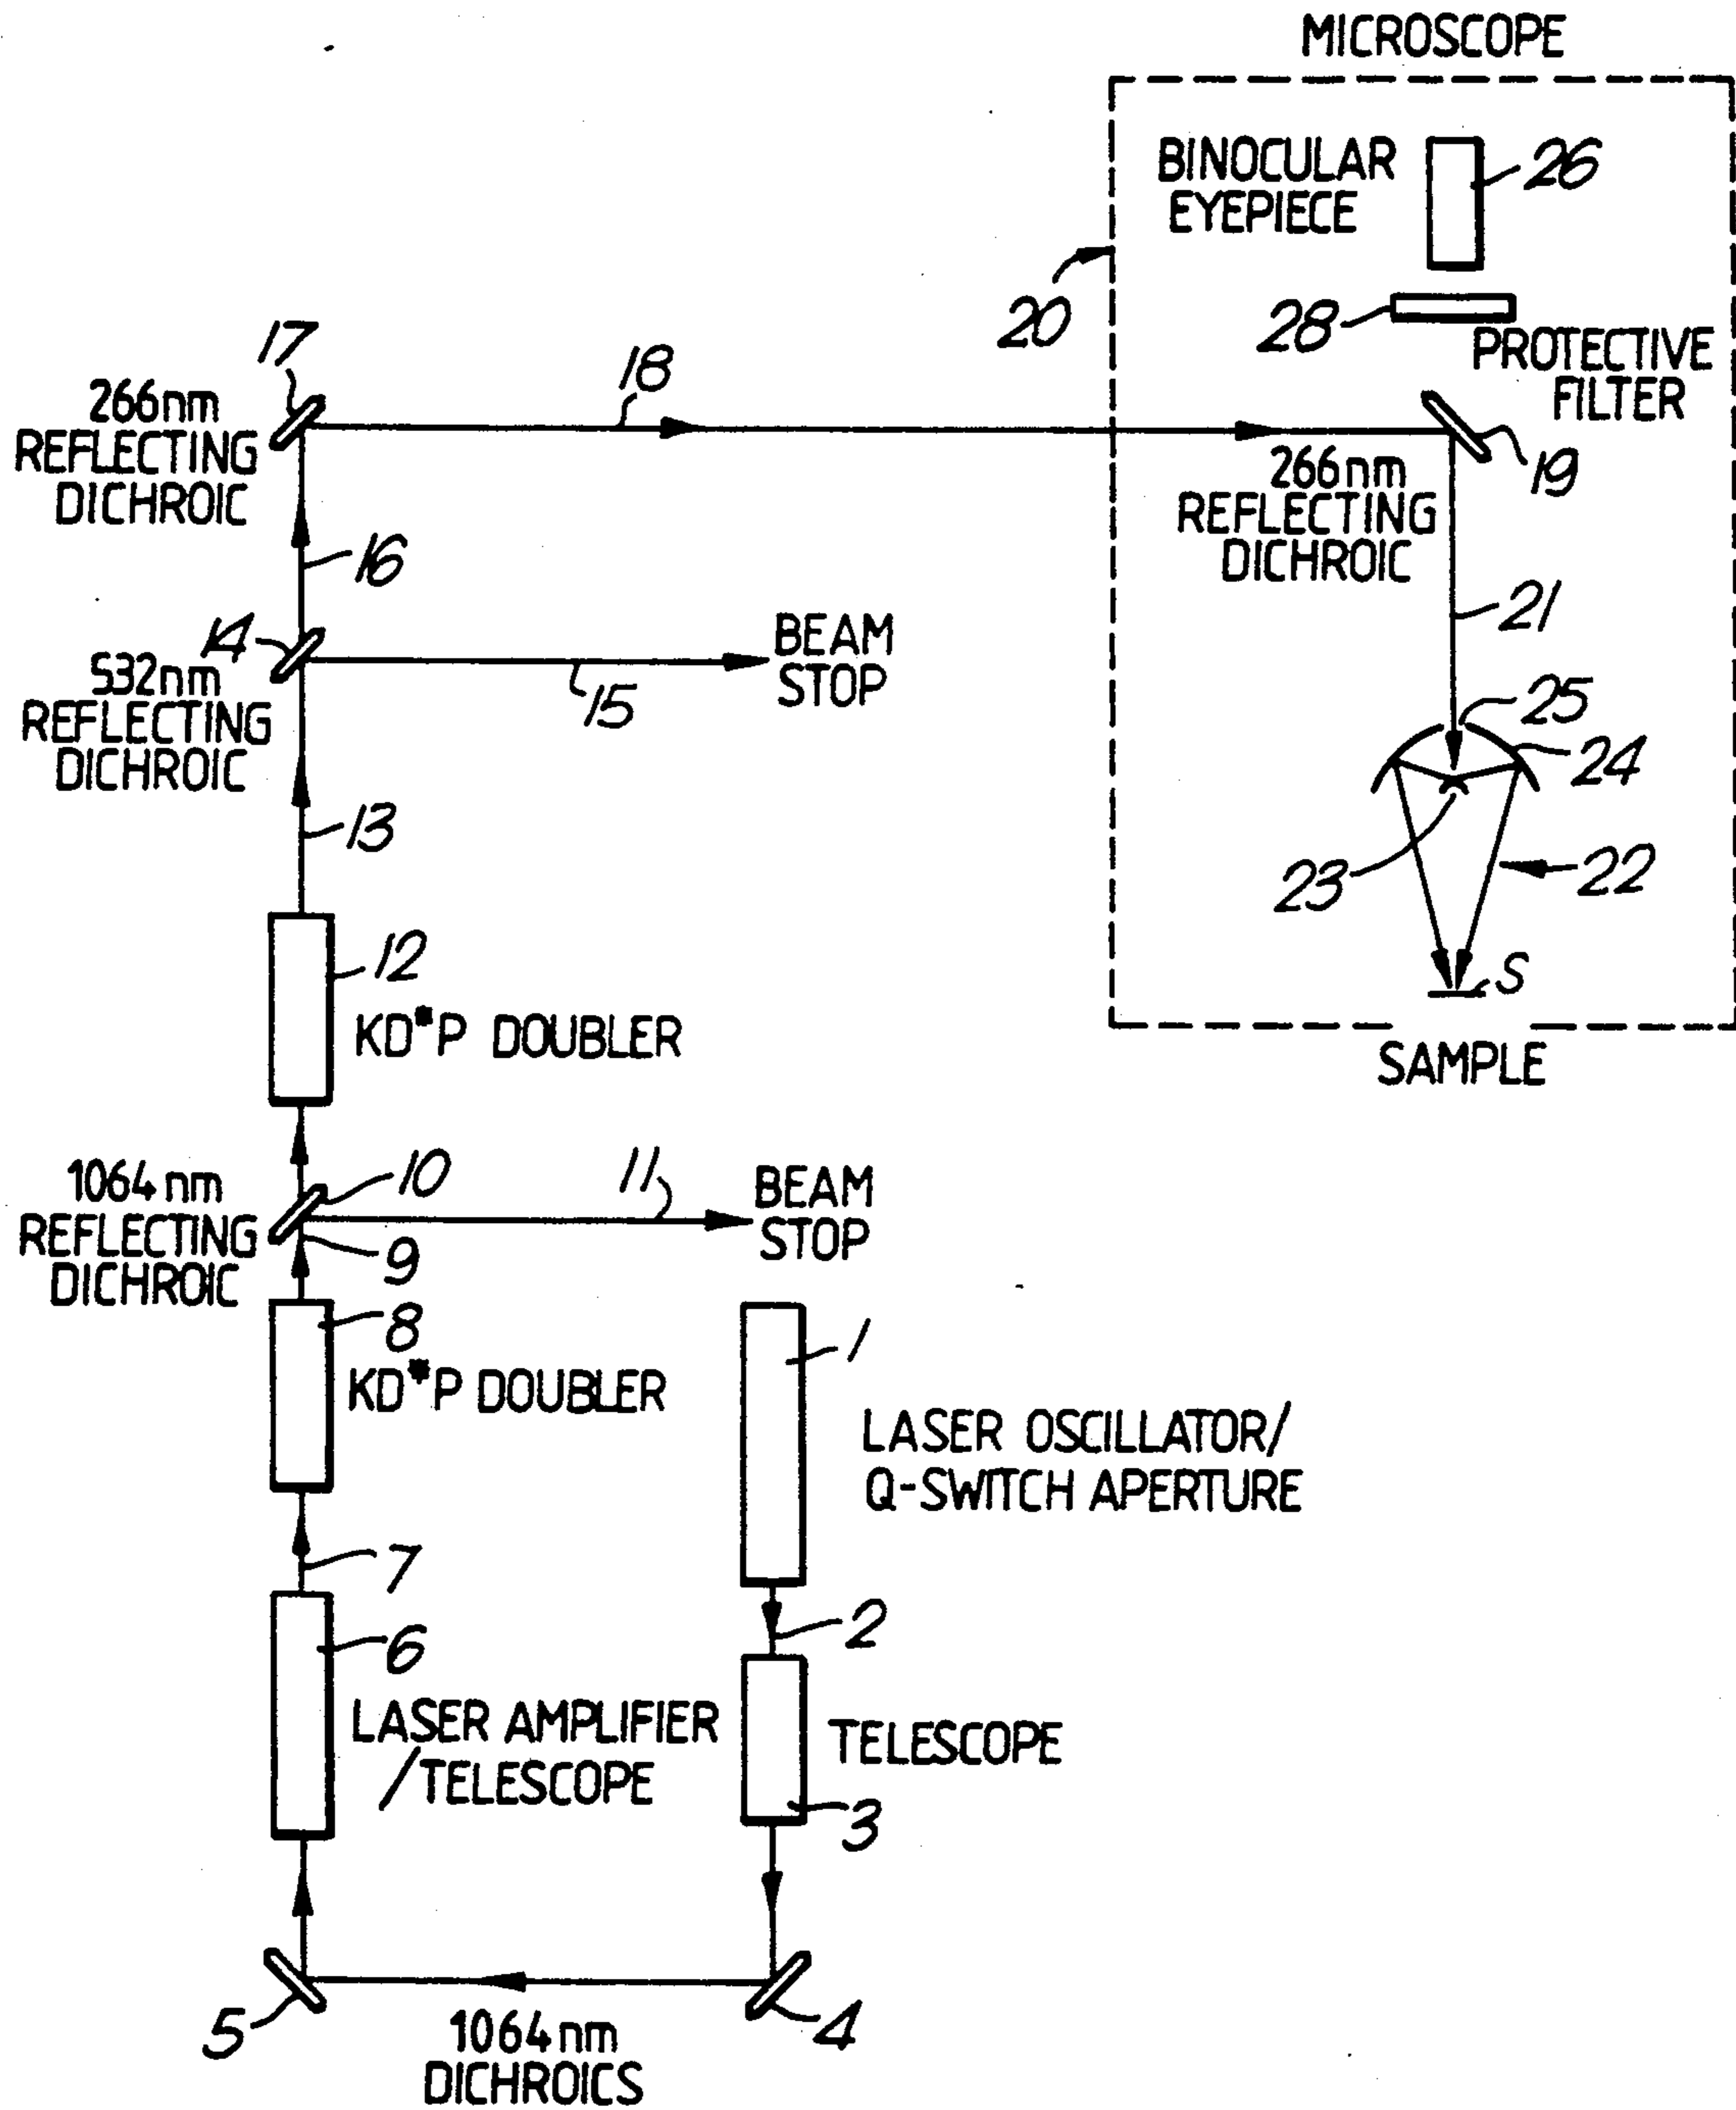 MICROSCOPE
BINOCULAR
EYEPIECE
26
20
28
PROTECTIVE
FILTER
17
18
266nm
REFLECTING
DICHROIC
19
266nm
REFLECTING
DICHROIC
16
21
14
BEAM
STOP
532nm
REFLECTING
DICHROIC
15
25
24
13
23
22
12
S
KD*P DOUBLER
SAMPLE
1064nm
REFLECTING
DICHROIC
10
11
BEAM
STOP
9
8
1
KD*P DOUBLER
LASER OSCILLATOR/
Q-SWITCH APERTURE
7
2
6
LASER AMPLIFIER
/TELESCOPE
TELESCOPE
3
5
4
1064nm
DICHROICS